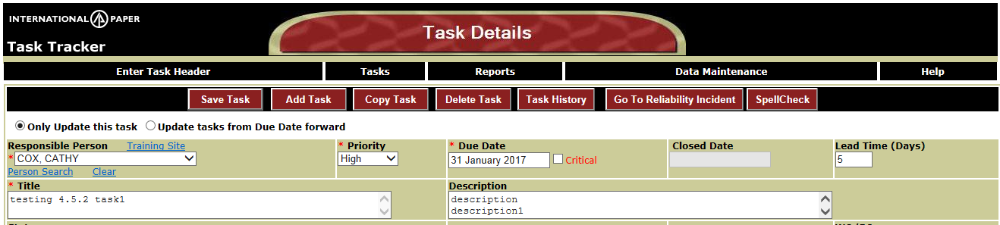 INTERNATIONAL PAPER
Task Details
Task Tracker
Enter Task Header Tasks Reports Data Maintenance Help
Save Task Add Task Copy Task Delete Task Task History Go To Reliability Incident SpellCheck
Only Update this task Update tasks from Due Date forward
Responsible Person Training Site * Priority * Due Date Closed Date Lead Time (Days)
* COX, CATHY High 31 January 2017 Critical 5
Person Search Clear
* Title Description
testing 4.5.2 task1 description
description1